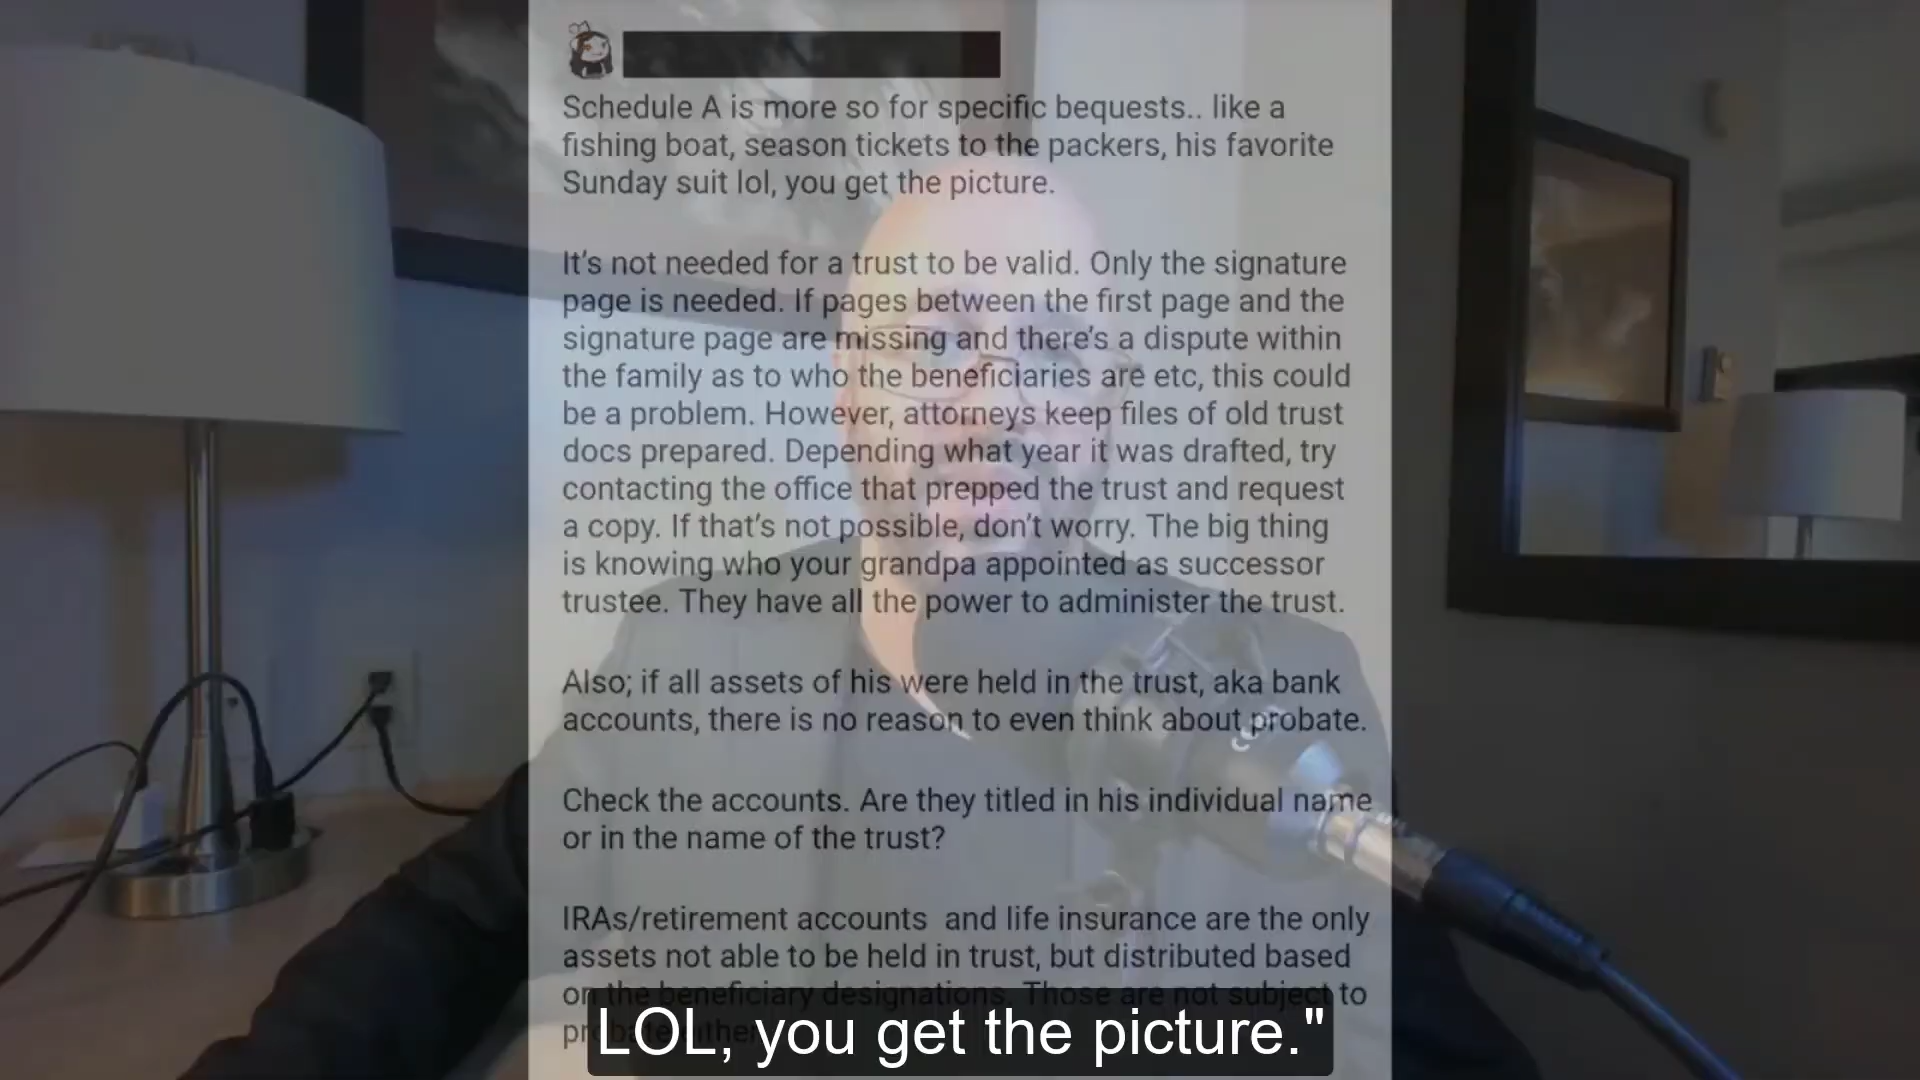 Schedule A is more so for specific bequests.. like a
fishing boat, season tickets to the packers, his favorite
Sunday suit lol, you get the picture.
It's not needed for a trust to be valid. Only the signature
page is needed. If pages between the first page and the
signature page are missing and there's a dispute within
the family as to who the beneficiaries are etc, this could
be a problem. However, attorneys keep files of old trust
docs prepared. Depending what year it was drafted, try
contacting the office that prepped the trust and request
a copy. If that's not possible, don't worry. The big thing
is knowing who your grandpa appointed as successor
trustee. They have all the power to administer the trust.
Also; if all assets of his were held in the trust, aka bank
accounts, there is no reason to even think about probate.
Check the accounts. Are they titled in his individual name
or in the name of the trust?
IRAs/retirement accounts  and life insurance are the only
assets not able to be held in trust, but distributed based
on the beneficiary designations. Those are not subject to
LOL, you get the picture."